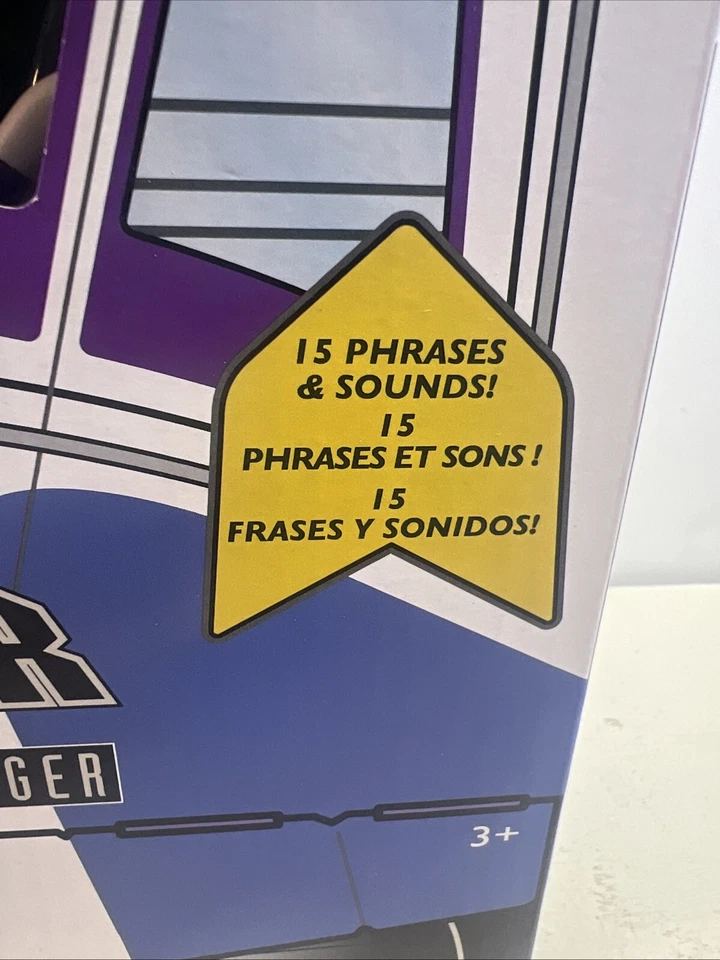 15 PHRASES
& SOUNDS!
15
PHRASES ET SONS !
15
FRASES Y SONIDOS!
R
GER
3+